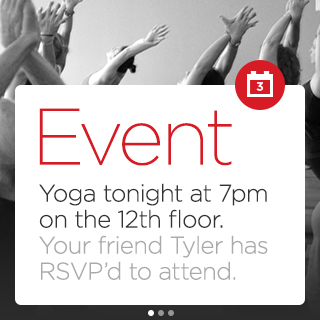 3
Event
Yoga tonight at 7pm
on the 12th floor.
Your friend Tyler has
RSVP'd to attend.